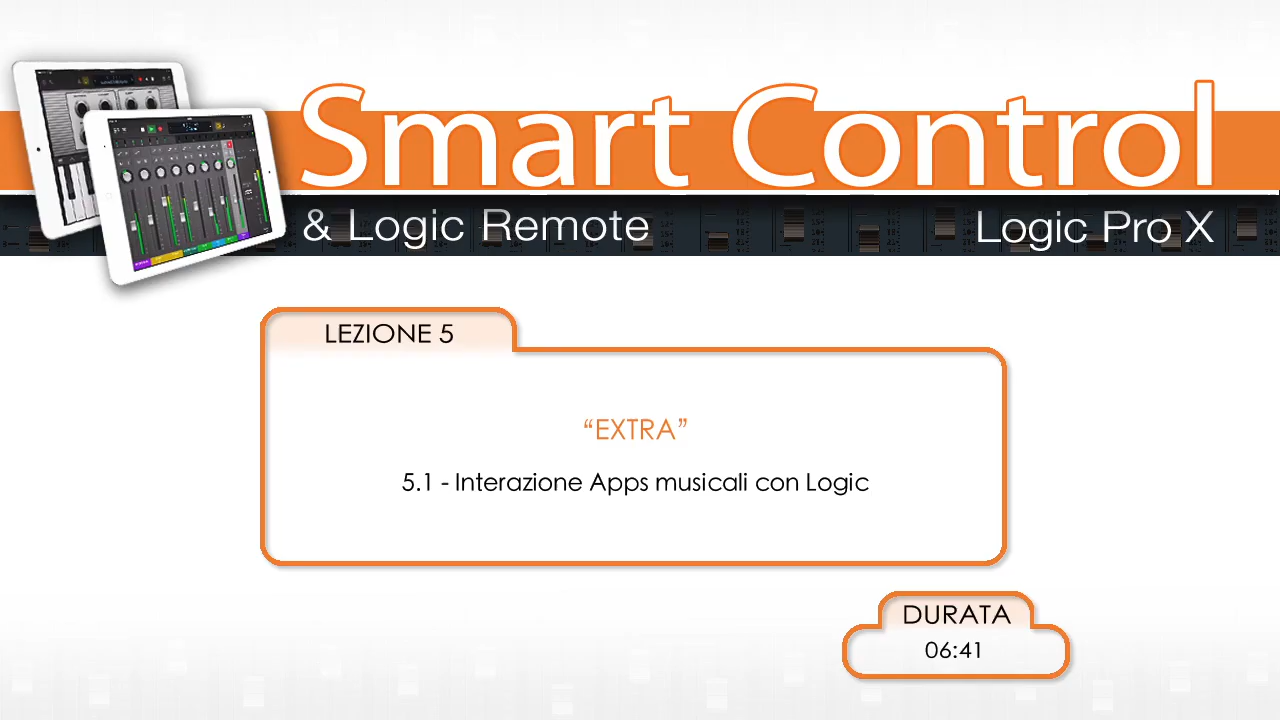 Smart Control
& Logic Remote
Logic Pro X
LEZIONE 5
“EXTRA”
5.1 - Interazione Apps musicali con Logic
DURATA
06:41